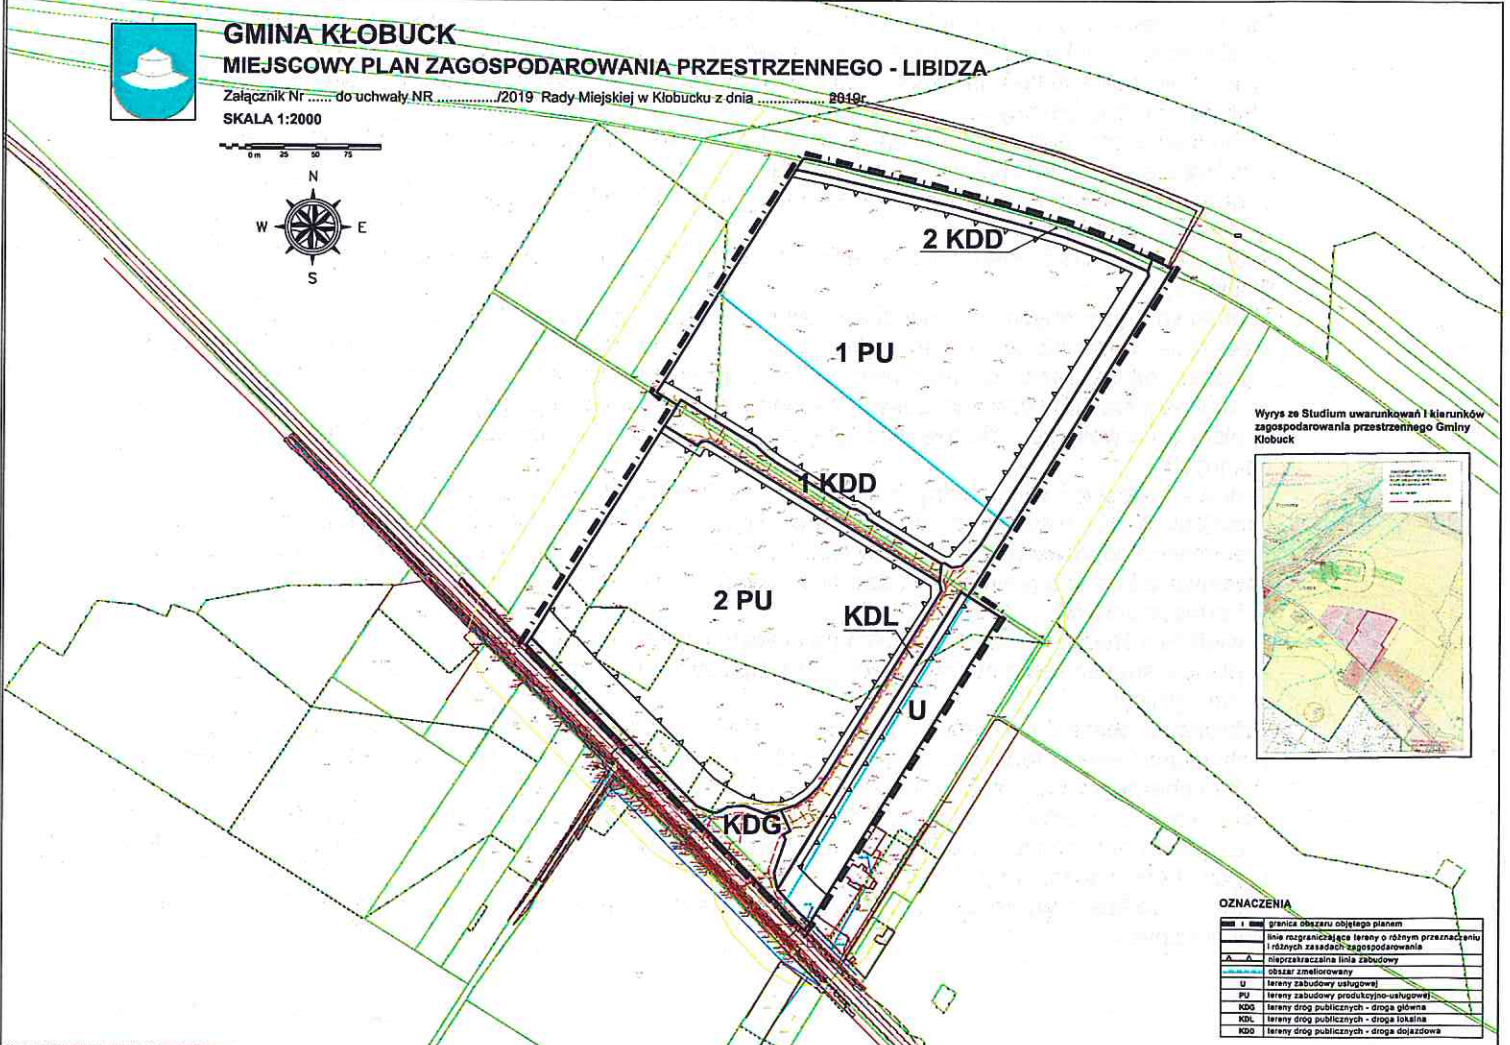 GMINA KŁOBUCK
MIEJSCOWY PLAN ZAGOSPODAROWANIA PRZESTRZENNEGO - LIBIDZA
Załącznik Nr ...... do uchwały NR ............../2019 Rady Miejskiej w Kłobucku z dnia ................ 2019r.
SKALA 1:2000
0 m 25 50 75
N
W E
S
2 KDD
1 PU
1 KDD
2 PU
KDL
U
KDG
Wyrys ze Studium uwarunkowań i kierunków
zagospodarowania przestrzennego Gminy
Kłobuck
OZNACZENIA
granica obszaru objętego planem
linie rozgraniczające tereny o różnym przeznaczeniu
i różnych zasadach zagospodarowania
nieprzekraczalna linia zabudowy
obszar zmeliorowany
U tereny zabudowy usługowej
PU tereny zabudowy produkcyjno-usługowej
KDG tereny dróg publicznych - droga główna
KDL tereny dróg publicznych - droga lokalna
KDD tereny dróg publicznych - droga dojazdowa